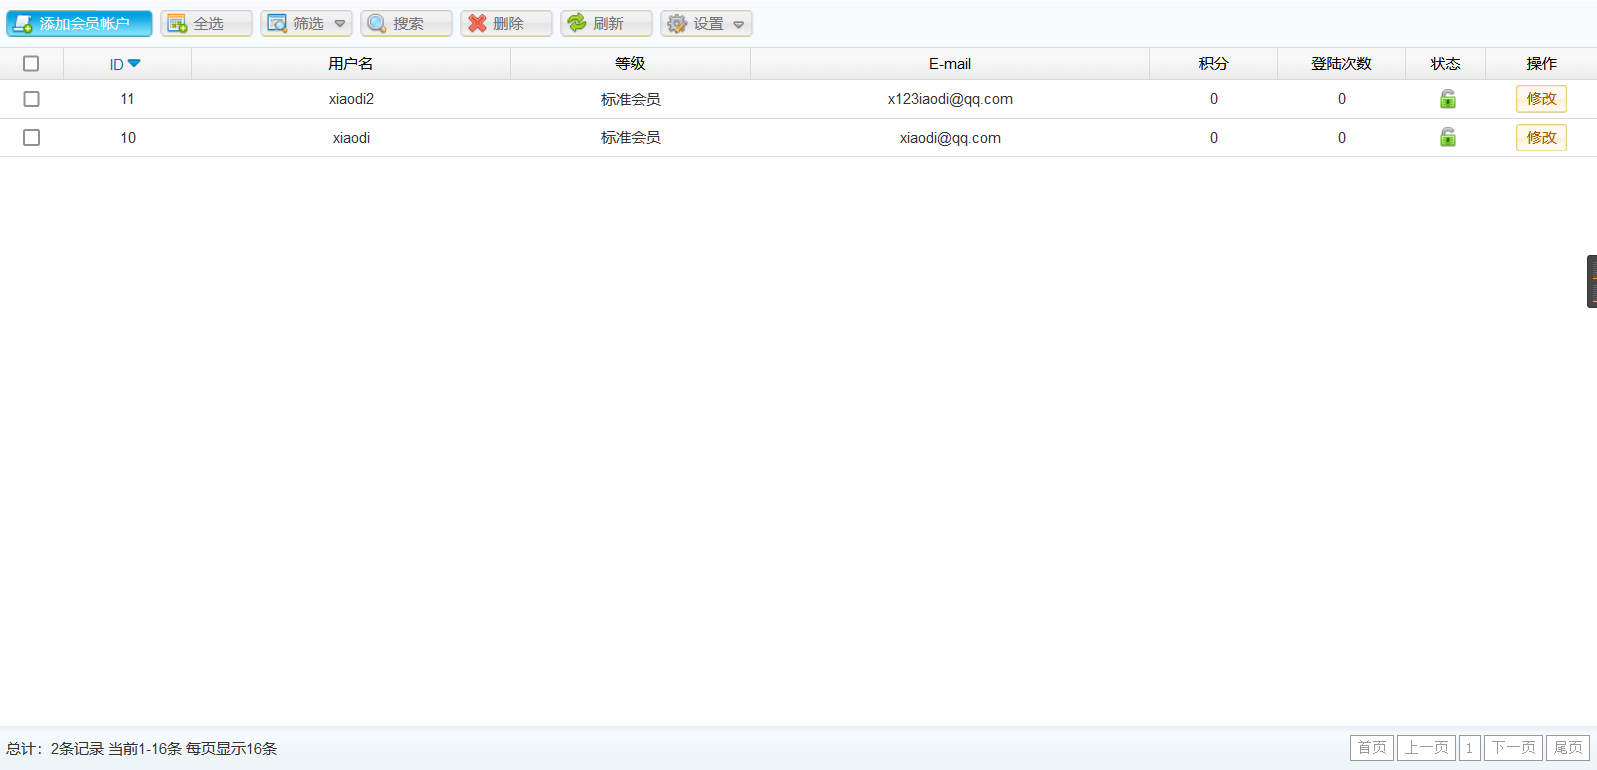 添加会员帐户 全选 筛选 搜索 删除 刷新 设置
ID 用户名 等级 E-mail 积分 登陆次数 状态 操作
11 xiaodi2 标准会员 x123iaodi@qq.com 0 0 修改
10 xiaodi 标准会员 xiaodi@qq.com 0 0 修改
总计：2条记录 当前1-16条 每页显示16条 首页 上一页 1 下一页 尾页